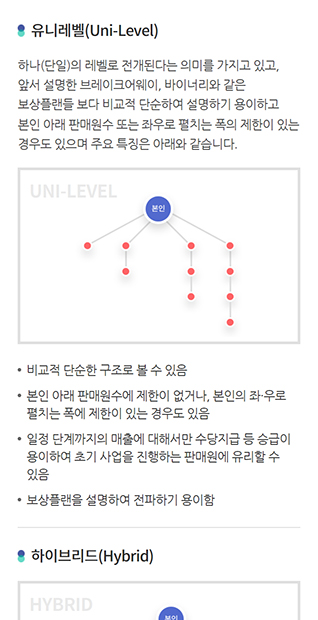 유니레벨(Uni-Level)
하나(단일)의 레벨로 전개된다는 의미를 가지고 있고,
앞서 설명한 브레이크어웨이, 바이너리와 같은
보상플랜들 보다 비교적 단순하여 설명하기 용이하고
본인 아래 판매원수 또는 좌우로 펼치는 폭의 제한이 있는
경우도 있으며 주요 특징은 아래와 같습니다.
UNI-LEVEL
본인
• 비교적 단순한 구조로 볼 수 있음
• 본인 아래 판매원수에 제한이 없거나, 본인의 좌·우로
펼치는 폭에 제한이 있는 경우도 있음
• 일정 단계까지의 매출에 대해서만 수당지급 등 승급이
용이하여 초기 사업을 진행하는 판매원에 유리할 수
있음
• 보상플랜을 설명하여 전파하기 용이함
하이브리드(Hybrid)
HYBRID
본인